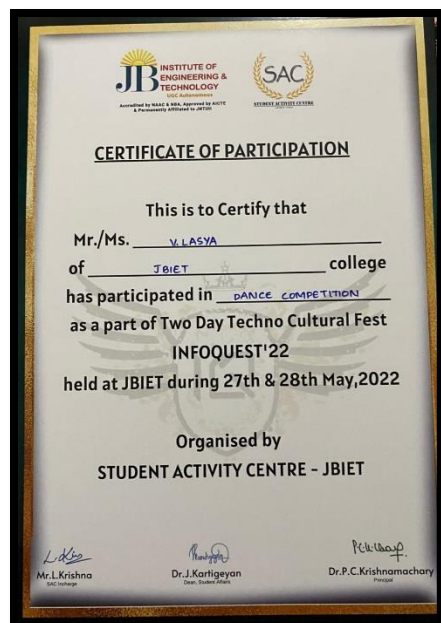 JB INSTITUTE OF
ENGINEERING &
TECHNOLOGY
UGC Autonomous
Accredited by NAAC & NBA, Approved by AICTE
& Permanently Affiliated to JNTUH
SAC
STUDENT ACTIVITY CENTRE
CERTIFICATE OF PARTICIPATION
This is to Certify that
Mr./Ms. V. LASYA
of JBIET college
has participated in DANCE COMPETITION
as a part of Two Day Techno Cultural Fest
INFOQUEST'22
held at JBIET during 27th & 28th May,2022
Organised by
STUDENT ACTIVITY CENTRE - JBIET
Mr.L.Krishna
SAC Incharge
Dr.J.Kartigeyan
Dean, Student Affairs
Dr.P.C.Krishnamachary
Principal